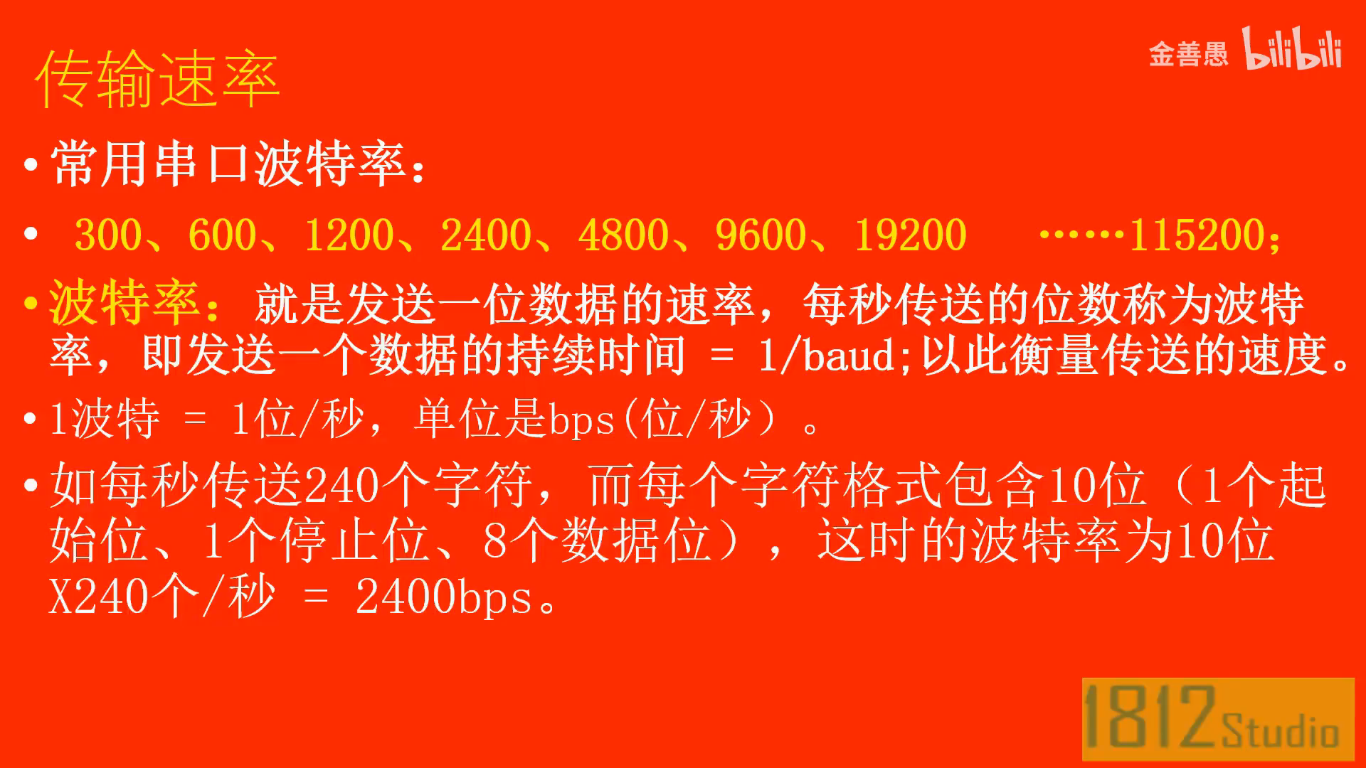 传输速率
金善愚 bilibili
•常用串口波特率：
• 300、600、1200、2400、4800、9600、19200 ……115200；
•波特率：就是发送一位数据的速率，每秒传送的位数称为波特
率，即发送一个数据的持续时间 = 1/baud;以此衡量传送的速度。
•1波特 = 1位/秒，单位是bps(位/秒）。
•如每秒传送240个字符，而每个字符格式包含10位（1个起
始位、1个停止位、8个数据位），这时的波特率为10位
X240个/秒 = 2400bps。
1812Studio